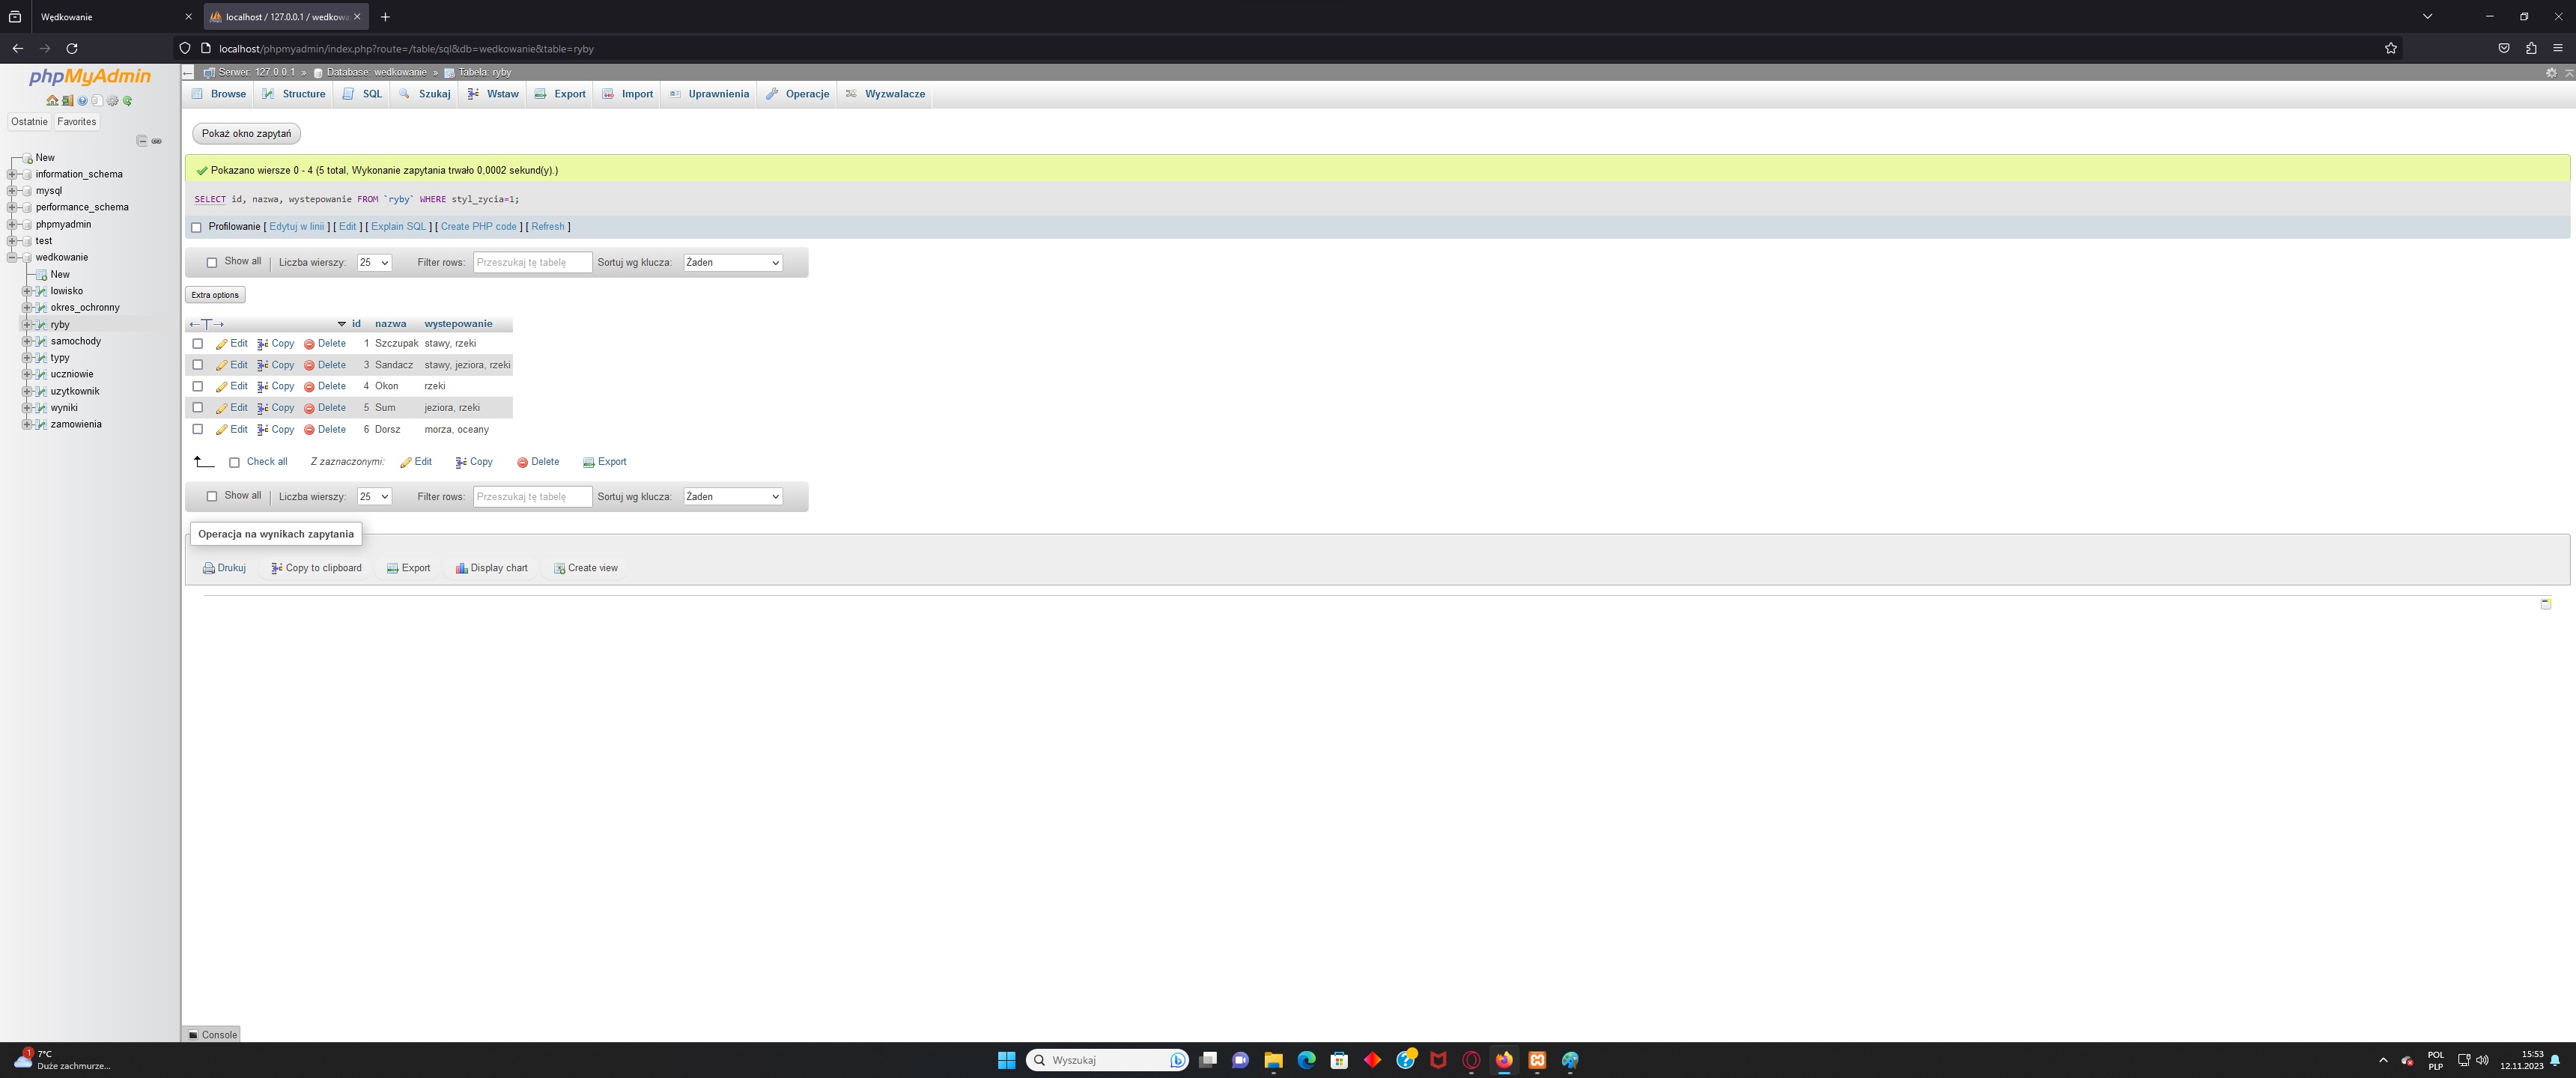 Wędkowanie
localhost / 127.0.0.1 / wedkowa
localhost/phpmyadmin/index.php?route=/table/sql&db=wedkowanie&table=ryby
phpMyAdmin
Ostatnie Favorites
New
information_schema
mysql
performance_schema
phpmyadmin
test
wedkowanie
New
lowisko
okres_ochronny
ryby
samochody
typy
uczniowie
uzytkownik
wyniki
zamowienia
Serwer: 127.0.0.1 » Database: wedkowanie » Tabela: ryby
Browse Structure SQL Szukaj Wstaw Export Import Uprawnienia Operacje Wyzwalacze
Pokaż okno zapytań
Pokazano wiersze 0 - 4 (5 total, Wykonanie zapytania trwało 0,0002 sekund(y).)
SELECT id, nazwa, wystepowanie FROM `ryby` WHERE styl_zycia=1;
Profilowanie [ Edytuj w linii ] [ Edit ] [ Explain SQL ] [ Create PHP code ] [ Refresh ]
Show all | Liczba wierszy: 25 Filter rows: Przeszukaj tę tabelę Sortuj wg klucza: Żaden
Extra options
←T→ id nazwa wystepowanie
Edit Copy Delete 1 Szczupak stawy, rzeki
Edit Copy Delete 3 Sandacz stawy, jeziora, rzeki
Edit Copy Delete 4 Okon rzeki
Edit Copy Delete 5 Sum jeziora, rzeki
Edit Copy Delete 6 Dorsz morza, oceany
Check all Z zaznaczonymi: Edit Copy Delete Export
Show all | Liczba wierszy: 25 Filter rows: Przeszukaj tę tabelę Sortuj wg klucza: Żaden
Operacja na wynikach zapytania
Drukuj Copy to clipboard Export Display chart Create view
Console
1
7°C
Duże zachmurze...
Wyszukaj
POL
PLP
15:53
12.11.2023